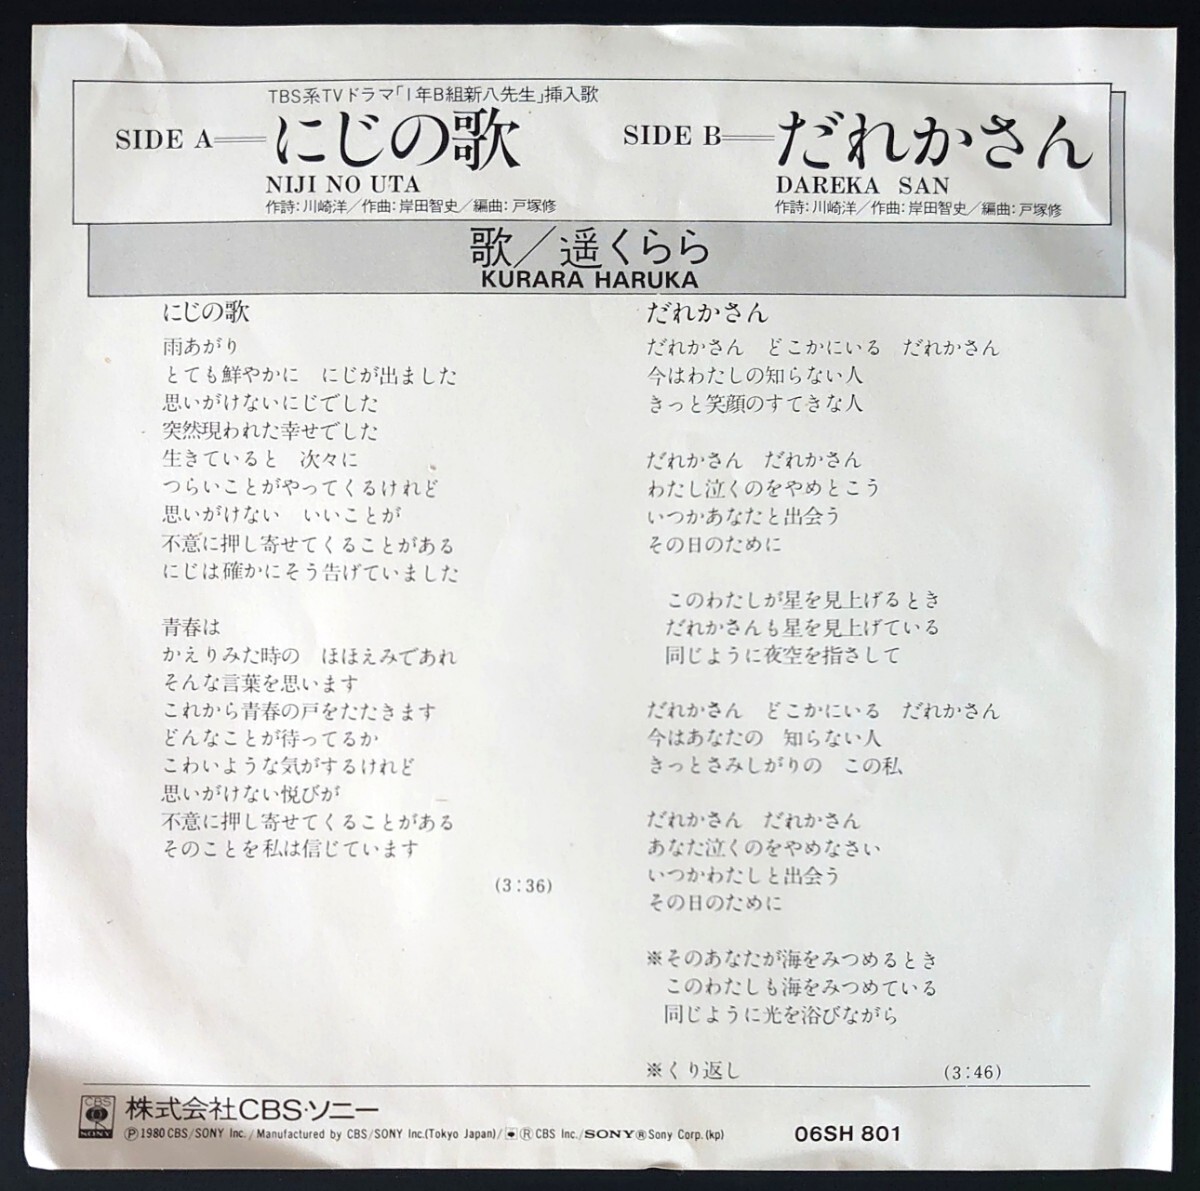 TBS系TVドラマ「1年B組新八先生」挿入歌
SIDE A── にじの歌
NIJI NO UTA
作詩：川崎洋／作曲：岸田智史／編曲：戸塚修
SIDE B── だれかさん
DAREKA SAN
作詩：川崎洋／作曲：岸田智史／編曲：戸塚修
歌／遥くらら
KURARA HARUKA
にじの歌
雨あがり
とても鮮やかに　にじが出ました
思いがけないにじでした
突然現われた幸せでした
生きていると　次々に
つらいことがやってくるけれど
思いがけない　いいことが
不意に押し寄せてくることがある
にじは確かにそう告げていました
青春は
かえりみた時の　ほほえみであれ
そんな言葉を思います
これから青春の戸をたたきます
どんなことが待ってるか
こわいような気がするけれど
思いがけない悦びが
不意に押し寄せてくることがある
そのことを私は信じています
(3:36)
だれかさん
だれかさん　どこかにいる　だれかさん
今はわたしの知らない人
きっと笑顔のすてきな人
だれかさん　だれかさん
わたし泣くのをやめとこう
いつかあなたと出会う
その日のために
このわたしが星を見上げるとき
だれかさんも星を見上げている
同じように夜空を指さして
だれかさん　どこかにいる　だれかさん
今はあなたの　知らない人
きっとさみしがりの　この私
だれかさん　だれかさん
あなた泣くのをやめなさい
いつかわたしと出会う
その日のために
※そのあなたが海をみつめるとき
このわたしも海をみつめている
同じように光を浴びながら
※くり返し
(3:46)
CBS
SONY
株式会社CBS・ソニー
Ⓟ1980 CBS/SONY Inc./Manufactured by CBS/SONY Inc.(Tokyo Japan)/®CBS Inc./SONY®Sony Corp.(kp)
06SH 801